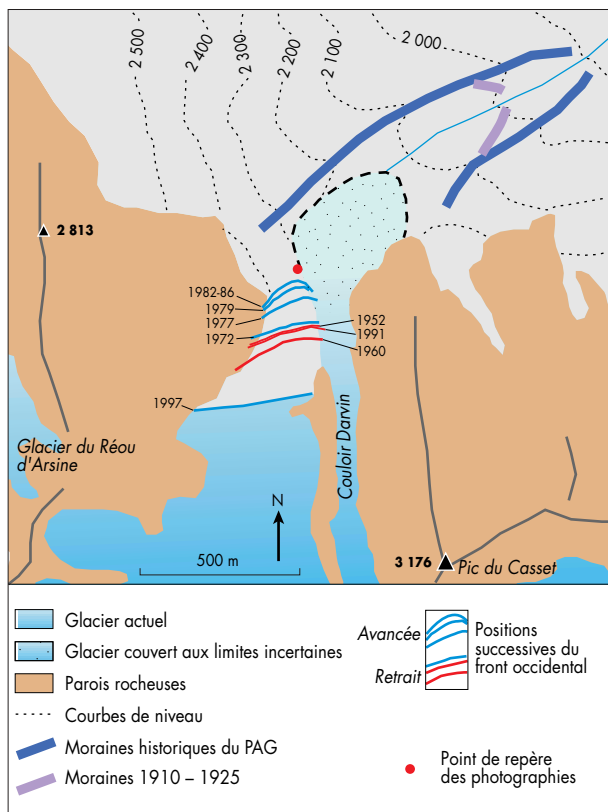 2 500
2 400
2 300
2 200
2 100
2 000
2 813
1982-86
1979
1977
1972
1952
1991
1960
1997
Glacier du Réou
d'Arsine
Couloir Darvin
N
500 m
3 176
Pic du Casset
Glacier actuel
Glacier couvert aux limites incertaines
Parois rocheuses
Courbes de niveau
Moraines historiques du PAG
Moraines 1910 – 1925
Avancée
Retrait
Positions
successives du
front occidental
Point de repère
des photographies